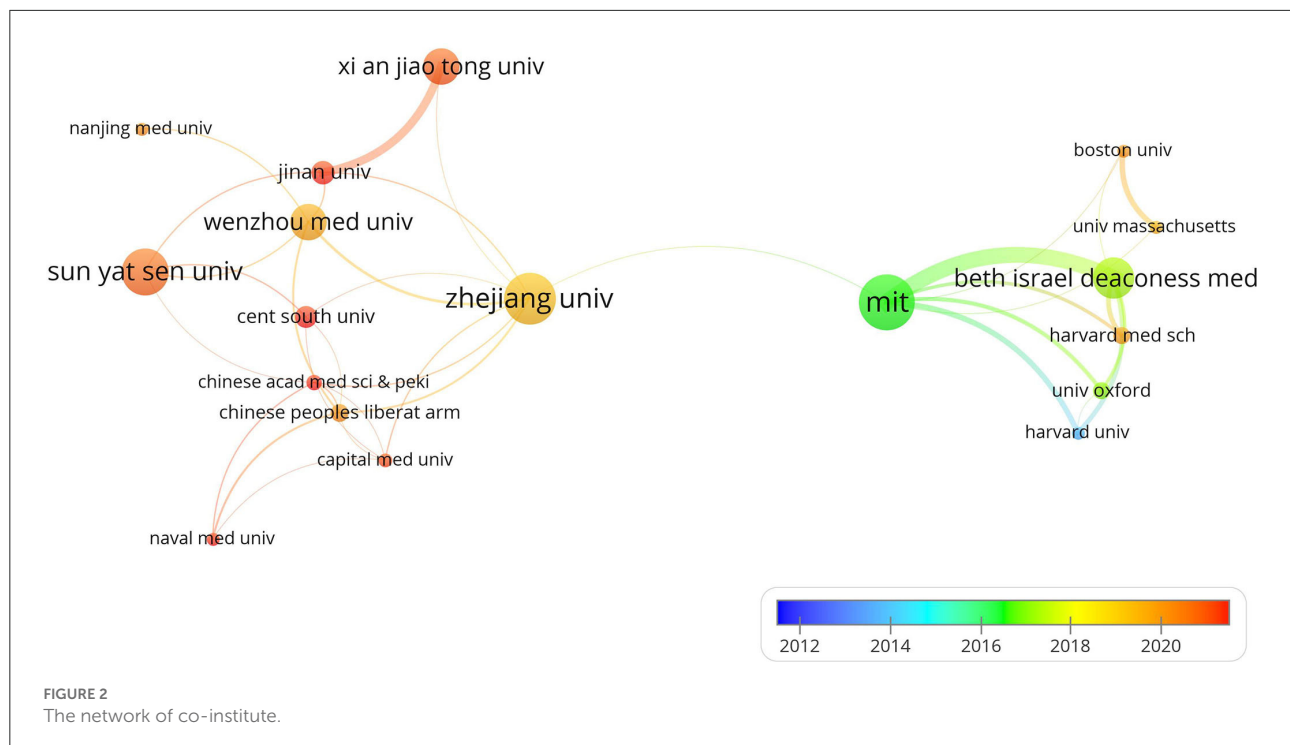 xi an jiao tong univ
nanjing med univ
jinan univ
wenzhou med univ
sun yat sen univ
zhejiang univ
cent south univ
chinese acad med sci & peki
chinese peoples liberat arm
capital med univ
naval med univ
boston univ
univ massachusetts
beth israel deaconess med
mit
harvard med sch
univ oxford
harvard univ
2012 2014 2016 2018 2020
FIGURE 2
The network of co-institute.